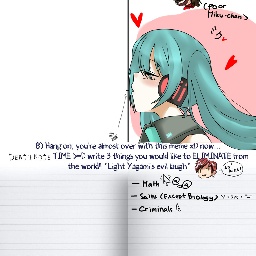 (Poor
Miku-chan)
ミク
8) Hang on, you're almost over with this meme xD now...
DEATH NOTE TIME >=D write 3 things you would like to ELIMINATE from
the world! *Light Yagami's evil laugh*
- Math @_@
- Sains (Except Biology)
- Criminals